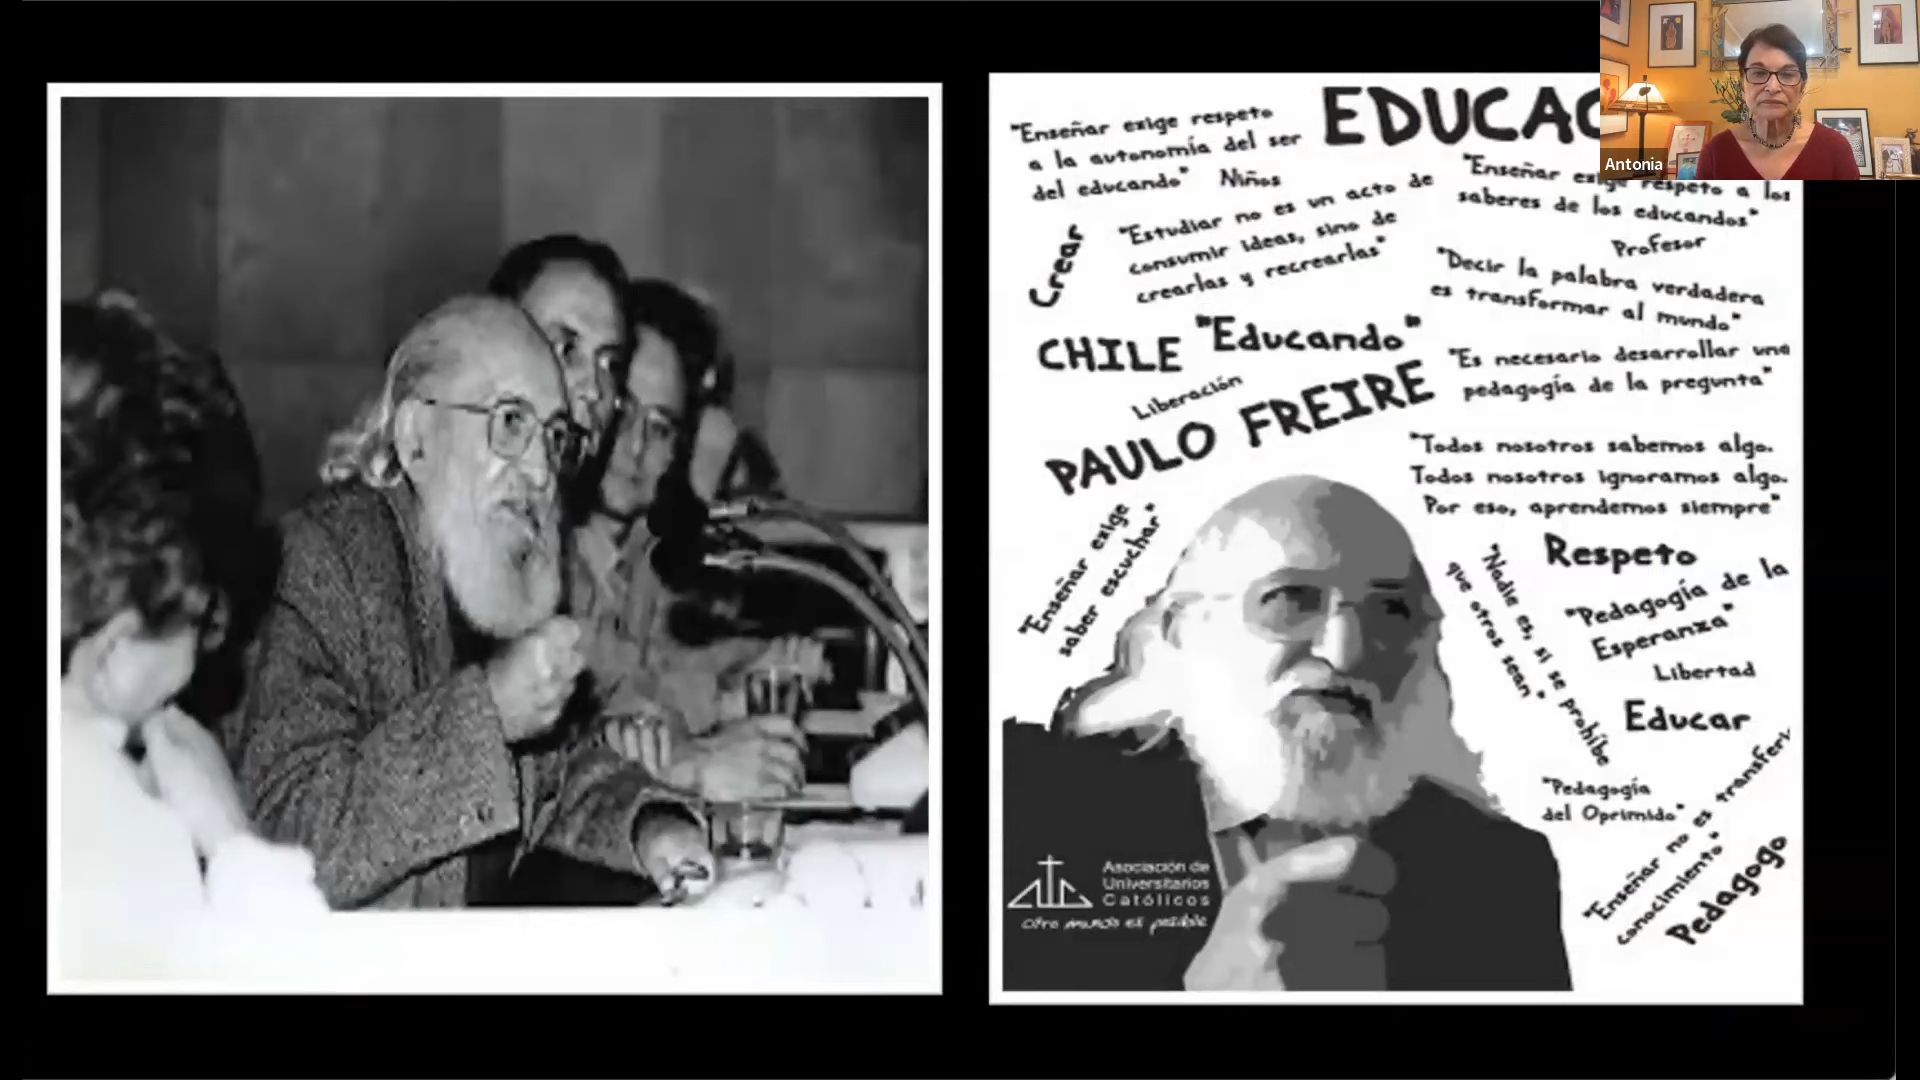 Antonia
EDUCAC
"Enseñar exige respeto
a la autonomía del ser
del educando"
Niños
"Enseñar exige respeto a los
saberes de los educandos"
Profesor
Crear
"Estudiar no es un acto de
consumir ideas, sino de
crearlas y recrearlas"
"Decir la palabra verdadera
es transformar al mundo"
CHILE
"Educando"
"Es necesario desarrollar una
pedagogía de la pregunta"
Liberación
PAULO FREIRE
"Todos nosotros sabemos algo.
Todos nosotros ignoramos algo.
Por eso, aprendemos siempre"
"Enseñar exige
saber escuchar"
"Nadie es, si se prohíbe
que otros sean"
Respeto
"Pedagogía de la
Esperanza"
Libertad
Educar
"Pedagogía
del Oprimido"
"Enseñar no es transferi
conocimiento"
Pedagogo
Asociación de
Universitarios
Católicos
otro mundo es posible